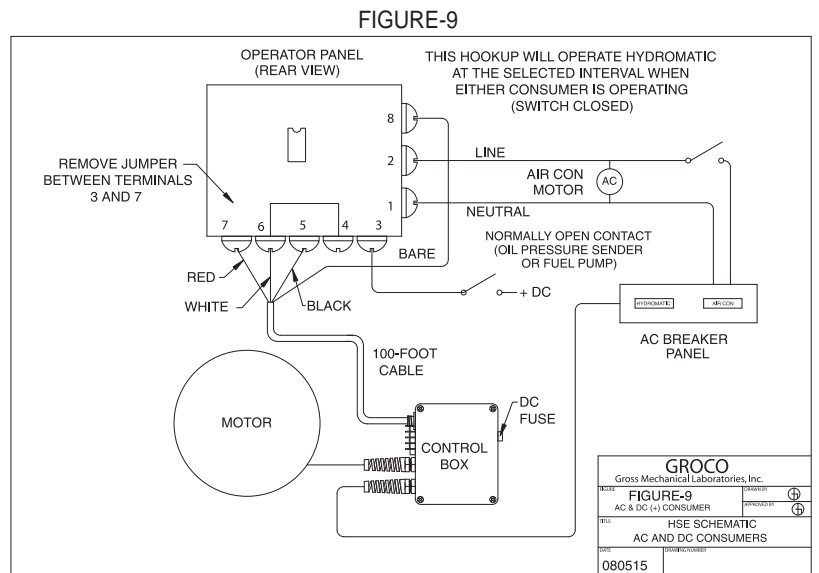 FIGURE-9
OPERATOR PANEL
(REAR VIEW)
THIS HOOKUP WILL OPERATE HYDROMATIC
AT THE SELECTED INTERVAL WHEN
EITHER CONSUMER IS OPERATING
(SWITCH CLOSED)
8
2
1
LINE
REMOVE JUMPER
BETWEEN TERMINALS
3 AND 7
AIR CON
MOTOR
AC
NEUTRAL
7
6
5
4
3
BARE
NORMALLY OPEN CONTACT
(OIL PRESSURE SENDER
OR FUEL PUMP)
RED
WHITE
BLACK
+ DC
HYDROMATIC
AIR CON
AC BREAKER
PANEL
100-FOOT
CABLE
MOTOR
CONTROL
BOX
DC
FUSE
GROCO
Gross Mechanical Laboratories, Inc.
FIGURE
FIGURE-9
AC & DC (+) CONSUMER
DRAWN BY
APPROVED BY
TITLE
HSE SCHEMATIC
AC AND DC CONSUMERS
DATE
080515
DRAWING NUMBER